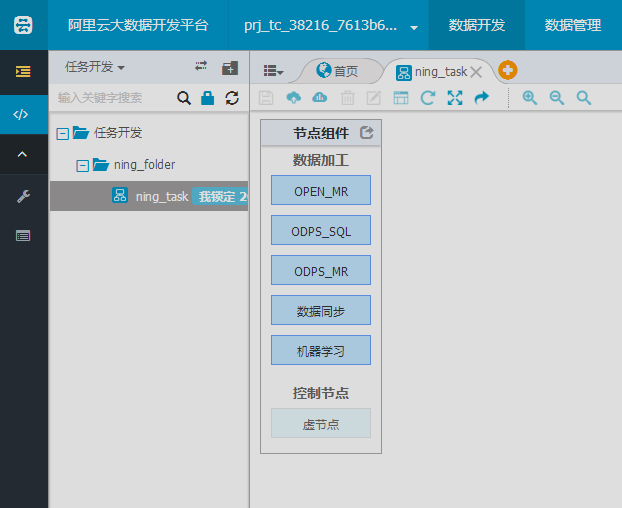 阿里云大数据开发平台 prj_tc_38216_7613b6... 数据开发 数据管理
任务开发
首页 ning_task
输入关键字搜索
任务开发
ning_folder
ning_task 我锁定 2
节点组件
数据加工
OPEN_MR
ODPS_SQL
ODPS_MR
数据同步
机器学习
控制节点
虚节点